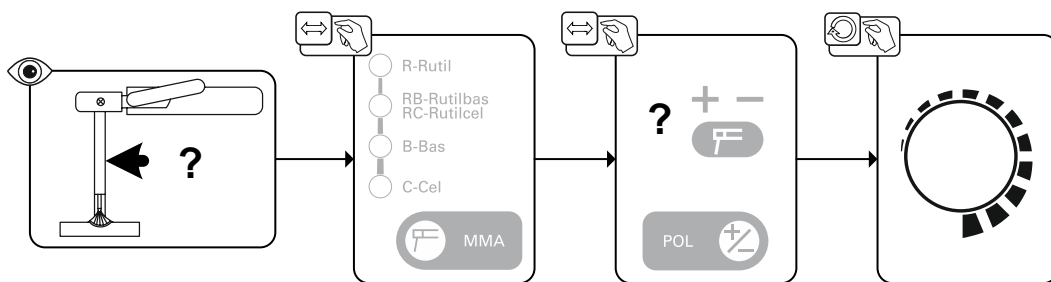 ?
R-Rutil
RB-Rutilbas
RC-Rutilcel
B-Bas
C-Cel
MMA
?
+ −
POL
+/−